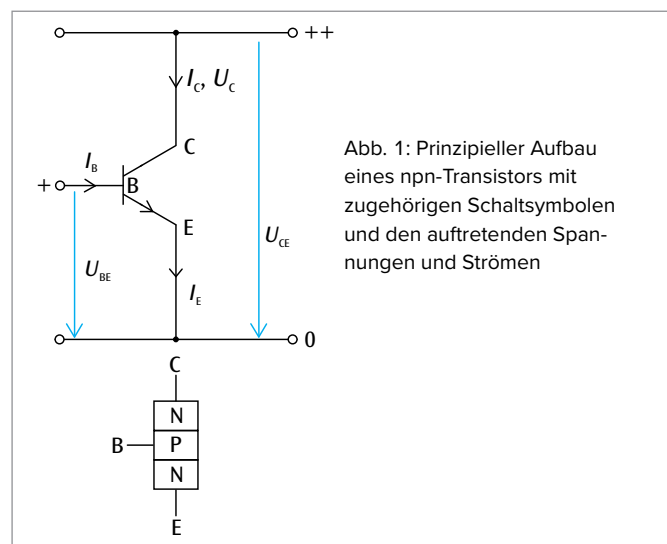 ++
I_C, U_C
C
I_B
+
B
E
U_BE
U_CE
I_E
0
C
N
B
P
N
E
Abb. 1: Prinzipieller Aufbau
eines npn-Transistors mit
zugehörigen Schaltsymbolen
und den auftretenden Span-
nungen und Strömen